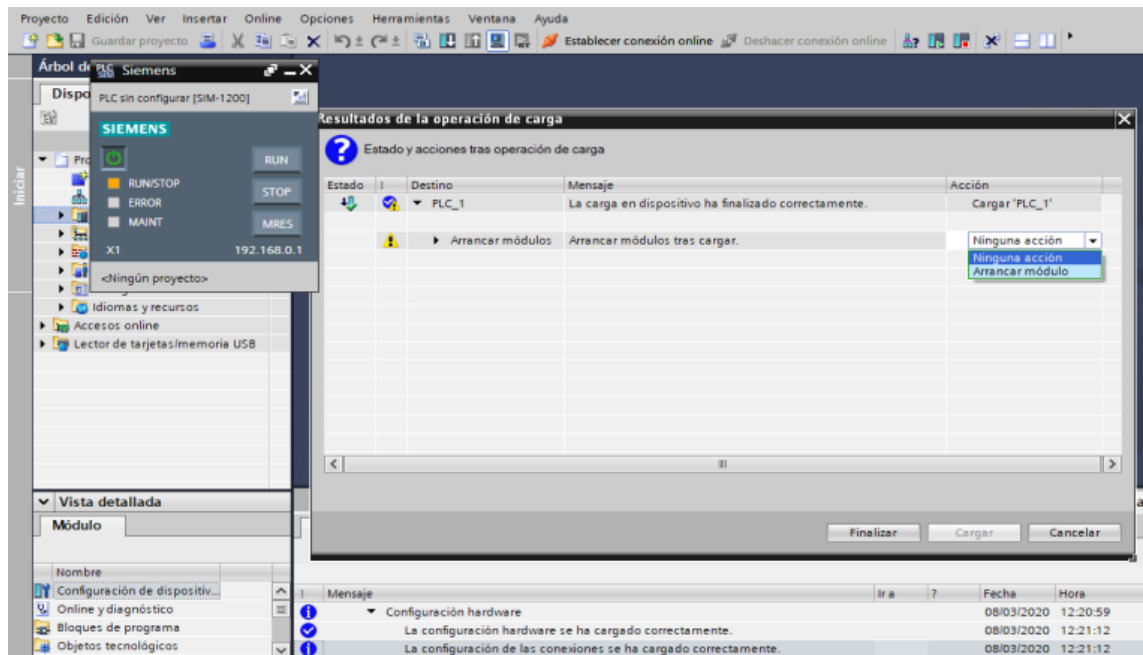 Proyecto Edición Ver Insertar Online Opciones Herramientas Ventana Ayuda
Guardar proyecto Establecer conexión online Deshacer conexión online
Iniciar
Árbol de
Dispo
Siemens
PLC sin configurar [SIM-1200]
SIEMENS
RUN
RUN/STOP
STOP
ERROR
MAINT
MRES
X1 192.168.0.1
<Ningún proyecto>
Idiomas y recursos
Accesos online
Lector de tarjetas/memoria USB
Resultados de la operación de carga
Estado y acciones tras operación de carga
Estado ! Destino Mensaje Acción
PLC_1 La carga en dispositivo ha finalizado correctamente. Cargar 'PLC_1'
Arrancar módulos Arrancar módulos tras cargar. Ninguna acción
Ninguna acción
Arrancar módulo
Finalizar Cargar Cancelar
Vista detallada
Módulo
Nombre
Configuración de dispositiv...
Online y diagnóstico
Bloques de programa
Objetos tecnológicos
! Mensaje Ir a ? Fecha Hora
Configuración hardware 08/03/2020 12:20:59
La configuración hardware se ha cargado correctamente. 08/03/2020 12:21:12
La configuración de las conexiones se ha cargado correctamente. 08/03/2020 12:21:12